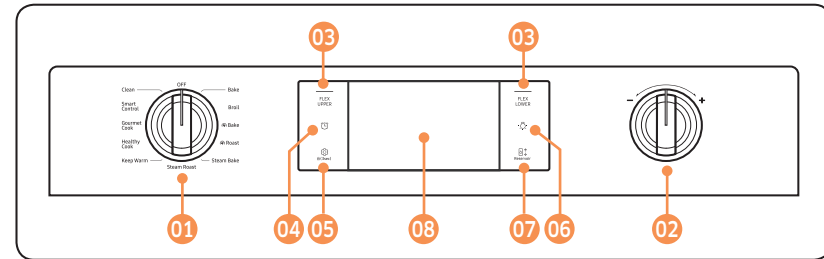 03
03
OFF
Clean
Bake
Smart
Control
Broil
Gourmet
Cook
Bake
Healthy
Cook
Roast
Keep Warm
Steam Bake
Steam Roast
FLEX
UPPER
FLEX
LOWER
Reservoir
−
+
01
04
05
08
07
06
02